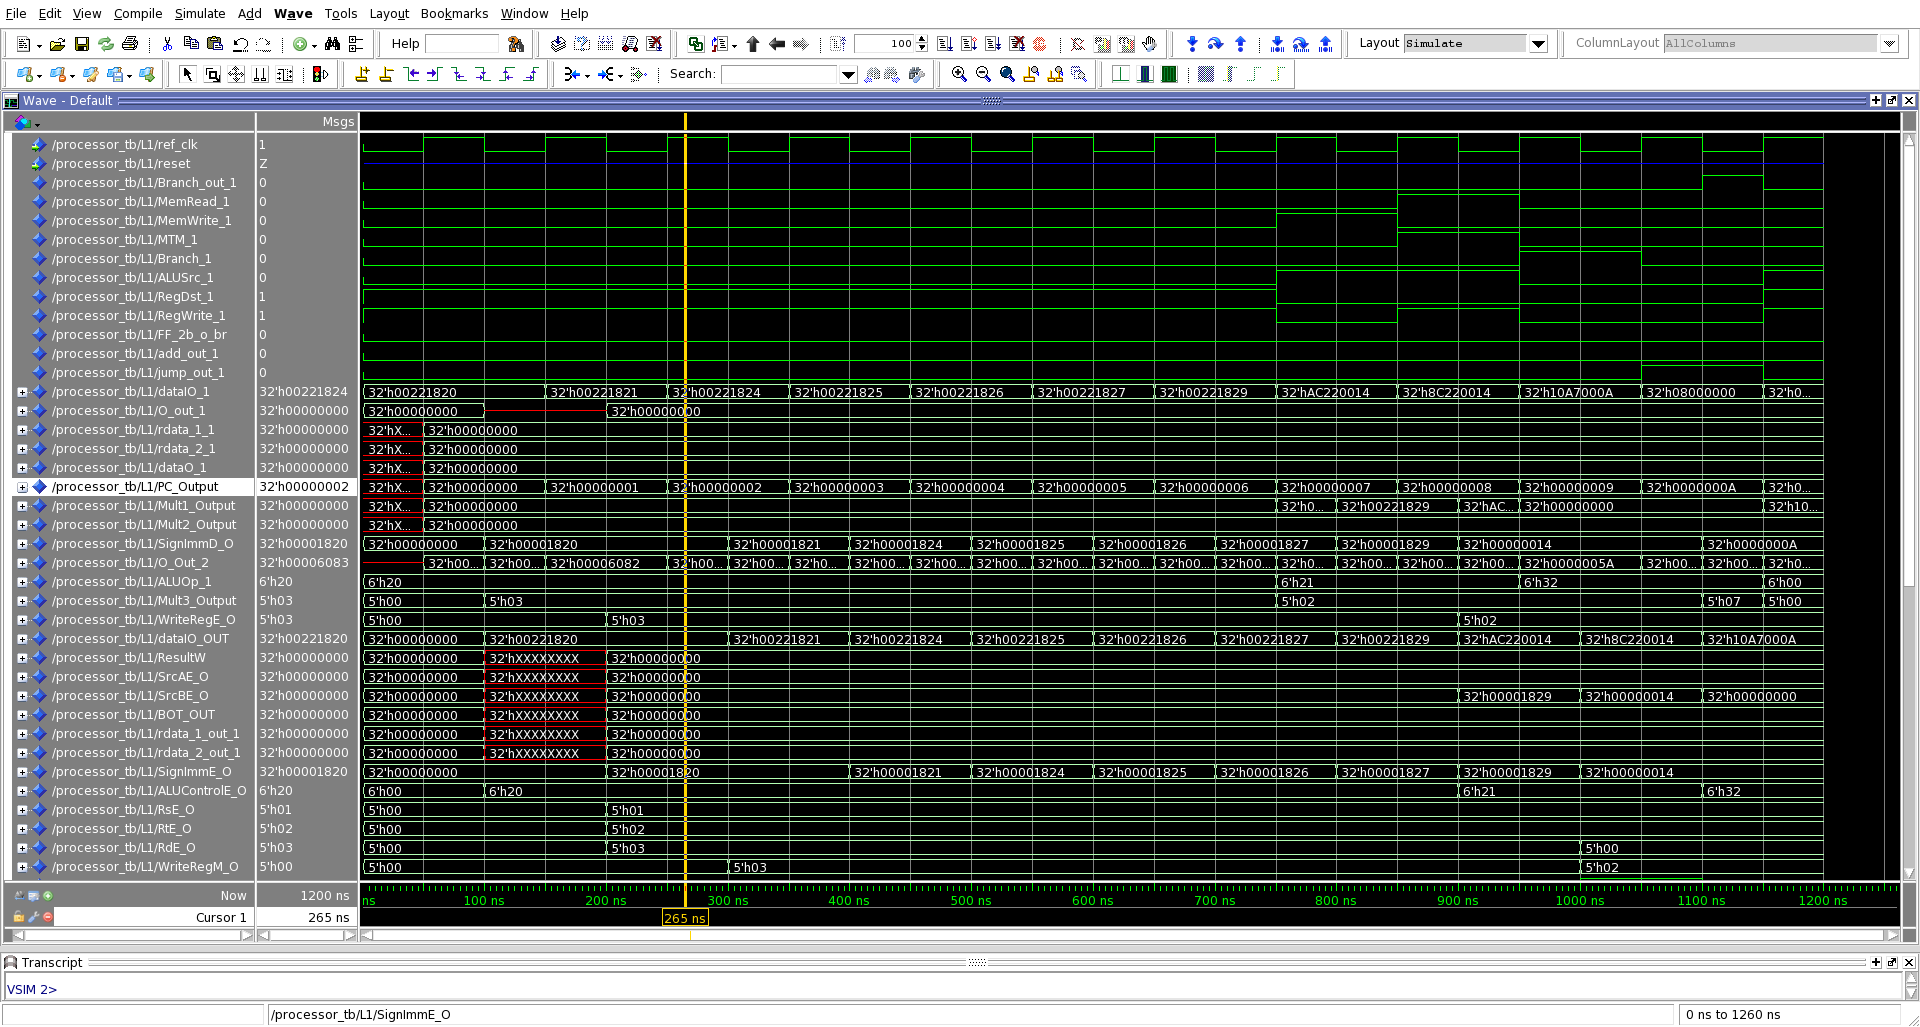 File Edit View Compile Simulate Add Wave Tools Layout Bookmarks Window Help
Help 100 Layout Simulate ColumnLayout AllColumns
Search:
Wave - Default
Msgs
/processor_tb/L1/ref_clk 1
/processor_tb/L1/reset Z
/processor_tb/L1/Branch_out_1 0
/processor_tb/L1/MemRead_1 0
/processor_tb/L1/MemWrite_1 0
/processor_tb/L1/MTM_1 0
/processor_tb/L1/Branch_1 0
/processor_tb/L1/ALUSrc_1 0
/processor_tb/L1/RegDst_1 1
/processor_tb/L1/RegWrite_1 1
/processor_tb/L1/FF_2b_o_br 0
/processor_tb/L1/add_out_1 0
/processor_tb/L1/jump_out_1 0
/processor_tb/L1/dataIO_1 32'h00221824 32'h00221820 32'h00221821 32'h00221824 32'h00221825 32'h00221826 32'h00221827 32'h00221829 32'hAC220014 32'h8C220014 32'h10A7000A 32'h08000000 32'h0...
/processor_tb/L1/O_out_1 32'h00000000 32'h00000000 32'h00000000
/processor_tb/L1/rdata_1_1 32'h00000000 32'hX... 32'h00000000
/processor_tb/L1/rdata_2_1 32'h00000000 32'hX... 32'h00000000
/processor_tb/L1/dataO_1 32'h00000000 32'hX... 32'h00000000
/processor_tb/L1/PC_Output 32'h00000002 32'hX... 32'h00000000 32'h00000001 32'h00000002 32'h00000003 32'h00000004 32'h00000005 32'h00000006 32'h00000007 32'h00000008 32'h00000009 32'h0000000A 32'h0...
/processor_tb/L1/Mult1_Output 32'h00000000 32'hX... 32'h00000000 32'h0... 32'h00221829 32'hAC... 32'h00000000 32'h10...
/processor_tb/L1/Mult2_Output 32'h00000000 32'hX... 32'h00000000
/processor_tb/L1/SignImmD_O 32'h00001820 32'h00000000 32'h00001820 32'h00001821 32'h00001824 32'h00001825 32'h00001826 32'h00001827 32'h00001829 32'h00000014 32'h0000000A
/processor_tb/L1/O_Out_2 32'h00006083 32'h00... 32'h00... 32'h00006082 32'h00... 32'h00... 32'h0... 32'h00... 32'h00... 32'h00... 32'h00... 32'h00... 32'h00... 32'h0... 32'h00... 32'h00... 32'h00... 32'h0000005A 32'h00... 32'h00... 32'h0...
/processor_tb/L1/ALUOp_1 6'h20 6'h20 6'h21 6'h32 6'h00
/processor_tb/L1/Mult3_Output 5'h03 5'h00 5'h03 5'h02 5'h07 5'h00
/processor_tb/L1/WriteRegE_O 5'h03 5'h00 5'h03 5'h02
/processor_tb/L1/dataIO_OUT 32'h00221820 32'h00000000 32'h00221820 32'h00221821 32'h00221824 32'h00221825 32'h00221826 32'h00221827 32'h00221829 32'hAC220014 32'h8C220014 32'h10A7000A
/processor_tb/L1/ResultW 32'h00000000 32'h00000000 32'hXXXXXXXX 32'h00000000
/processor_tb/L1/SrcAE_O 32'h00000000 32'h00000000 32'hXXXXXXXX 32'h00000000
/processor_tb/L1/SrcBE_O 32'h00000000 32'h00000000 32'hXXXXXXXX 32'h00000000 32'h00001829 32'h00000014 32'h00000000
/processor_tb/L1/BOT_OUT 32'h00000000 32'h00000000 32'hXXXXXXXX 32'h00000000
/processor_tb/L1/rdata_1_out_1 32'h00000000 32'h00000000 32'hXXXXXXXX 32'h00000000
/processor_tb/L1/rdata_2_out_1 32'h00000000 32'h00000000 32'hXXXXXXXX 32'h00000000
/processor_tb/L1/SignImmE_O 32'h00001820 32'h00000000 32'h00001820 32'h00001821 32'h00001824 32'h00001825 32'h00001826 32'h00001827 32'h00001829 32'h00000014
/processor_tb/L1/ALUControlE_O 6'h20 6'h00 6'h20 6'h21 6'h32
/processor_tb/L1/RsE_O 5'h01 5'h00 5'h01
/processor_tb/L1/RtE_O 5'h02 5'h00 5'h02
/processor_tb/L1/RdE_O 5'h03 5'h00 5'h03 5'h00
/processor_tb/L1/WriteRegM_O 5'h00 5'h00 5'h03 5'h02
Now 1200 ns ns 100 ns 200 ns 300 ns 400 ns 500 ns 600 ns 700 ns 800 ns 900 ns 1000 ns 1100 ns 1200 ns
Cursor 1 265 ns 265 ns
Transcript
VSIM 2>
/processor_tb/L1/SignImmE_O 0 ns to 1260 ns